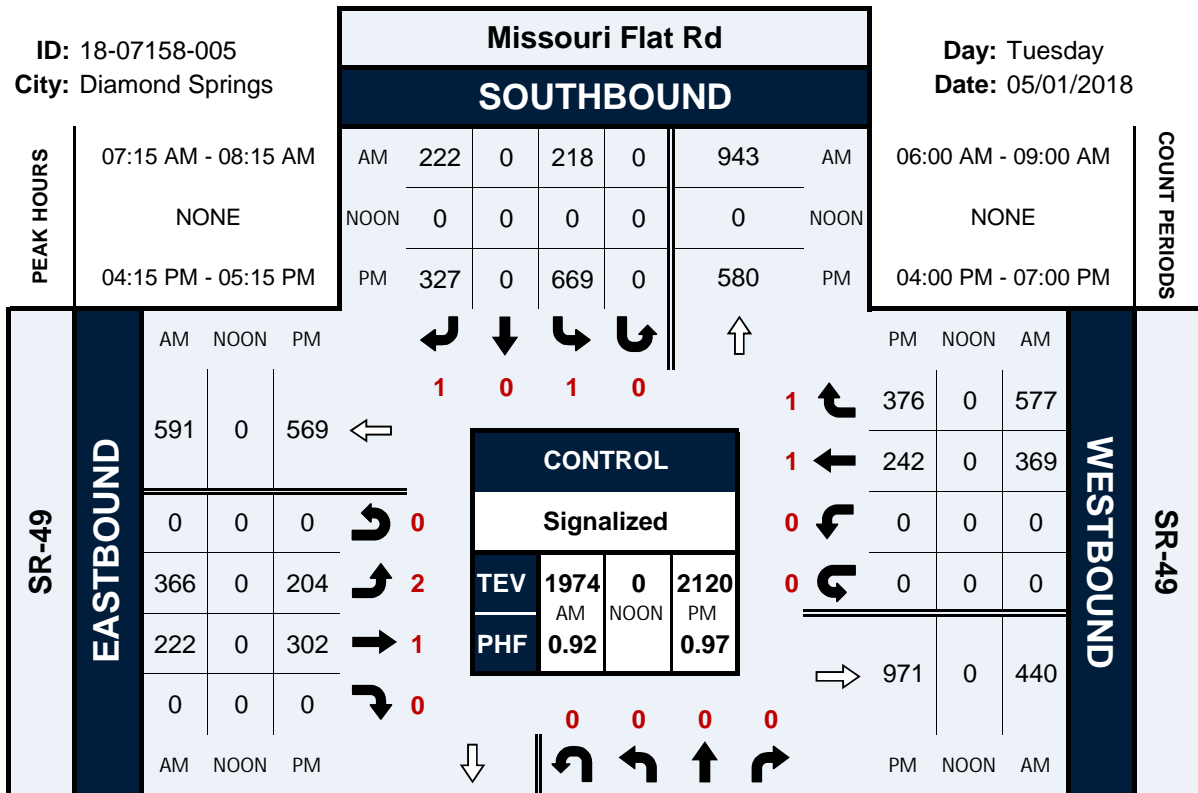 ID: 18-07158-005
City: Diamond Springs
Missouri Flat Rd
SOUTHBOUND
Day: Tuesday
Date: 05/01/2018
PEAK HOURS
07:15 AM - 08:15 AM
NONE
04:15 PM - 05:15 PM
AM 222 0 218 0 943 AM
NOON 0 0 0 0 0 NOON
PM 327 0 669 0 580 PM
06:00 AM - 09:00 AM
NONE
04:00 PM - 07:00 PM
COUNT PERIODS
1 0 1 0
SR-49
EASTBOUND
AM NOON PM
591 0 569
0 0 0 0
366 0 204 2
222 0 302 1
0 0 0 0
AM NOON PM
CONTROL
Signalized
TEV 1974 0 2120
AM NOON PM
PHF 0.92 0.97
PM NOON AM
1 376 0 577
1 242 0 369
0 0 0 0
0 0 0 0
971 0 440
PM NOON AM
WESTBOUND
SR-49
0 0 0 0